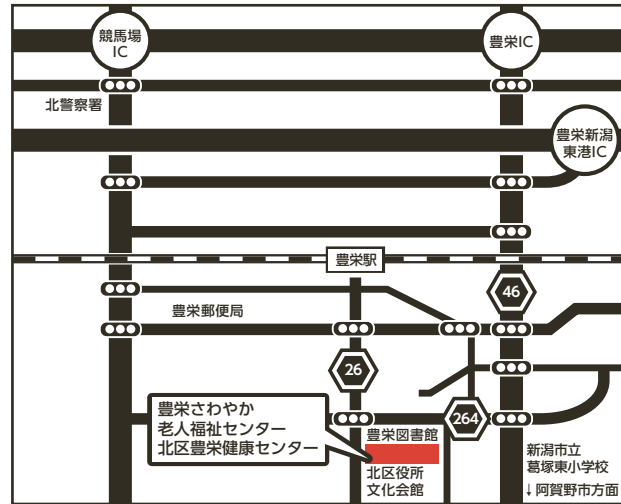 競馬場
IC
豊栄IC
北警察署
豊栄新潟
東港IC
豊栄駅
46
豊栄郵便局
26
豊栄さわやか
老人福祉センター
北区豊栄健康センター
264
豊栄図書館
北区役所
文化会館
新潟市立
葛塚東小学校
↓阿賀野市方面